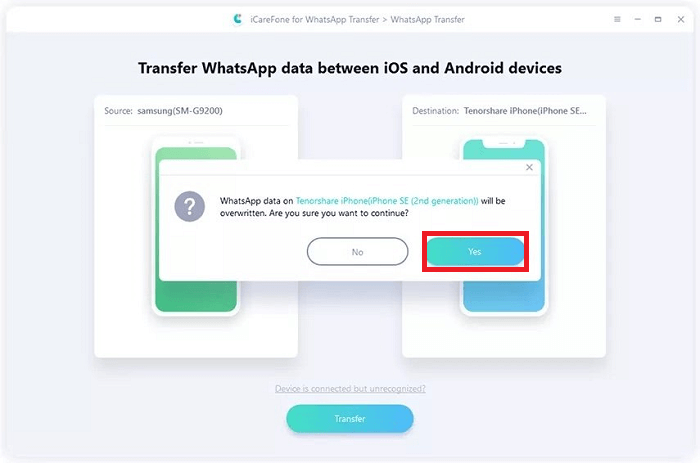 iCareFone for WhatsApp Transfer > WhatsApp Transfer
Transfer WhatsApp data between iOS and Android devices
Source: samsung(SM-G9200)
Destination: Tenorshare iPhone(iPhone SE...
WhatsApp data on Tenorshare iPhone(iPhone SE (2nd generation)) will be
overwritten. Are you sure you want to continue?
No
Yes
Device is connected but unrecognized?
Transfer